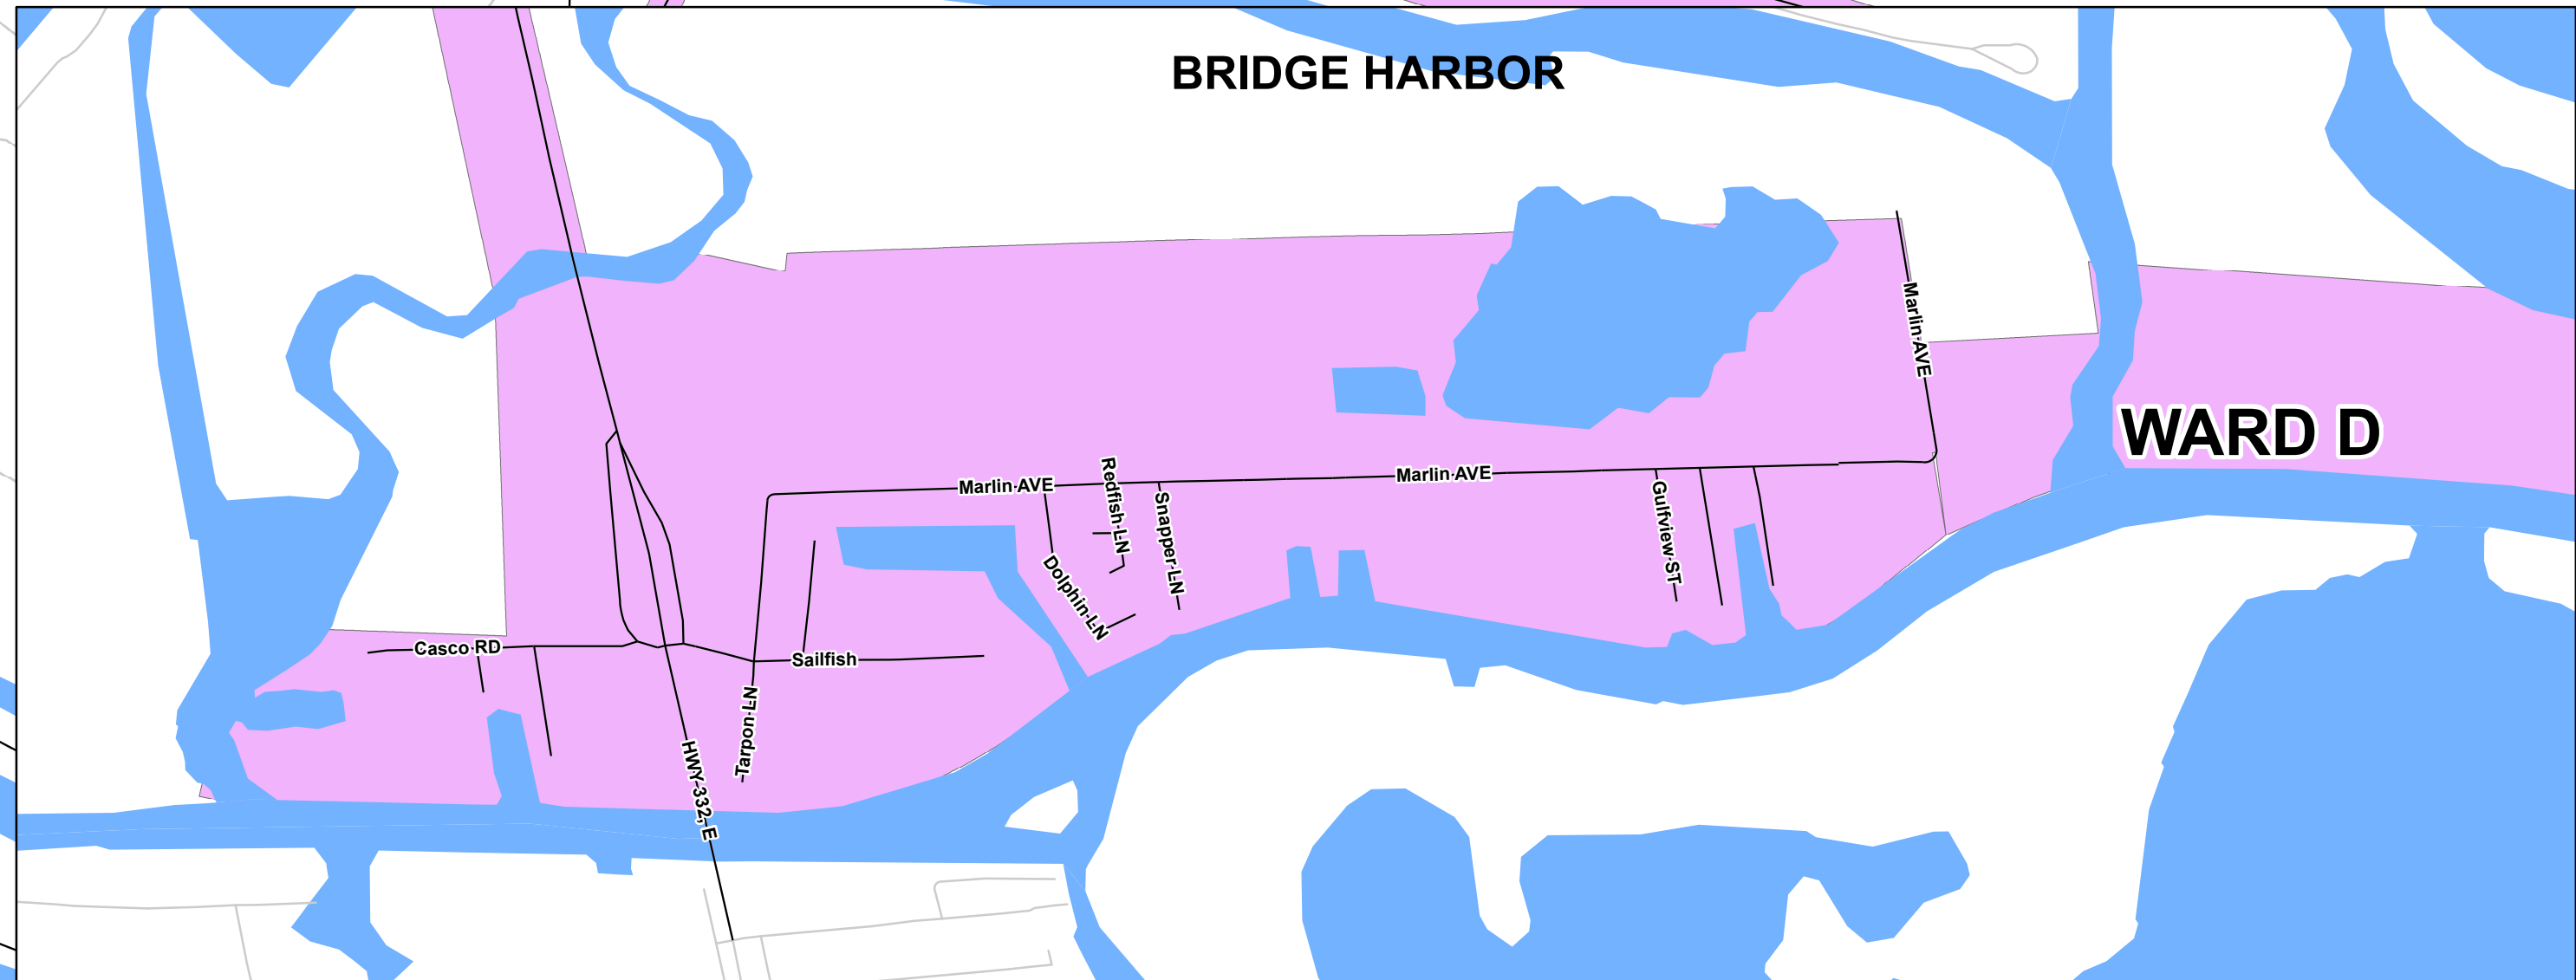 BRIDGE HARBOR
Marlin AVE
WARD D
Marlin AVE
Marlin AVE
Redfish LN
Snapper LN
Gulfview ST
Dolphin LN
Casco RD
Sailfish
Tarpon LN
HWY 332, E